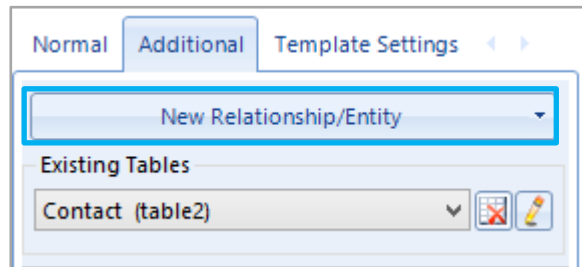 Normal Additional Template Settings
New Relationship/Entity
Existing Tables
Contact (table2)